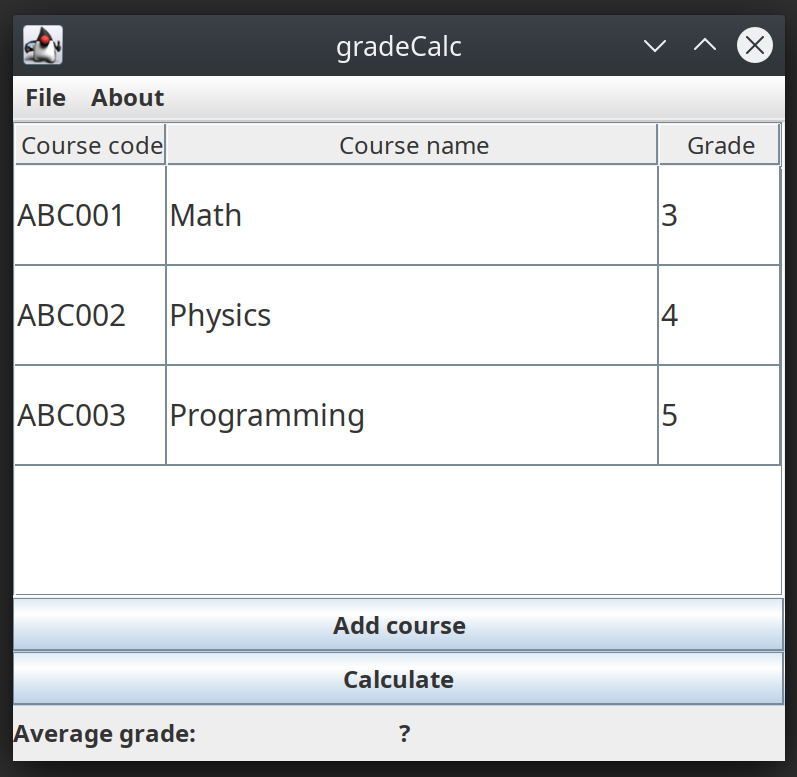 gradeCalc
File About
Course code Course name Grade
ABC001 Math 3
ABC002 Physics 4
ABC003 Programming 5
Add course
Calculate
Average grade: ?